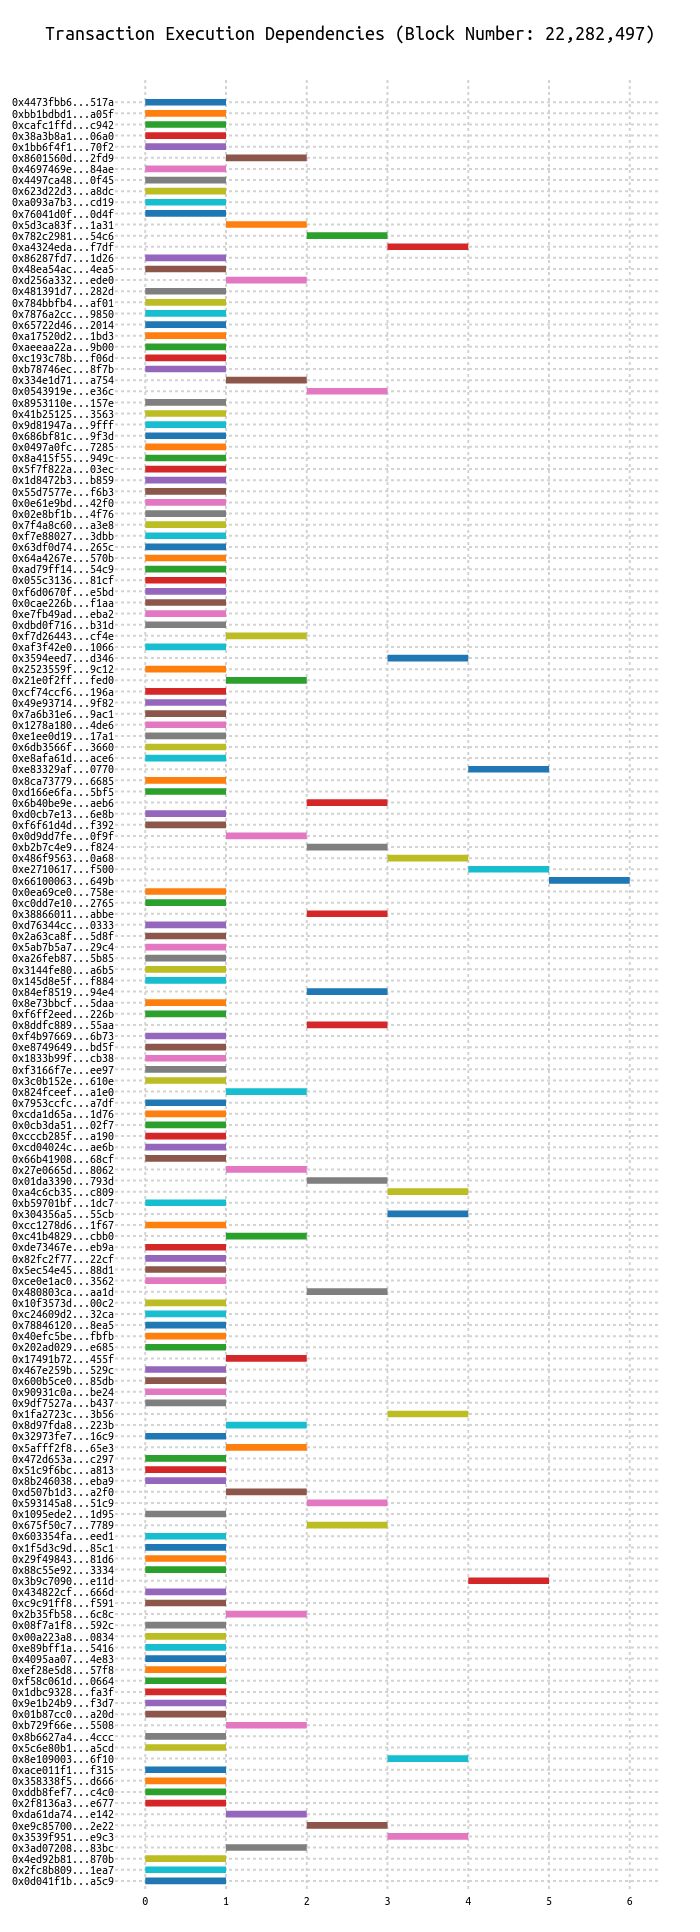 Transaction Execution Dependencies (Block Number: 22,282,497)
0x4473fbb6...517a
0xbb1bdbd1...a05f
0xcafc1ffd...c942
0x38a3b8a1...06a0
0x1bb6f4f1...70f2
0x8601560d...2fd9
0x4697469e...84ae
0x4497ca48...0f45
0x623d22d3...a8dc
0xa093a7b3...cd19
0x76041d0f...0d4f
0x5d3ca83f...1a31
0x782c2981...54c6
0xa4324eda...f7df
0x86287fd7...1d26
0x48ea54ac...4ea5
0xd256a332...ede0
0x481391d7...282d
0x784bbfb4...af01
0x7876a2cc...9850
0x65722d46...2014
0xa17520d2...1bd3
0xaeeaa22a...9b00
0xc193c78b...f06d
0xb78746ec...8f7b
0x334e1d71...a754
0x0543919e...e36c
0x8953110e...157e
0x41b25125...3563
0x9d81947a...9fff
0x686bf81c...9f3d
0x0497a0fc...7285
0x8a415f55...949c
0x5f7f822a...03ec
0x1d8472b3...b859
0x55d7577e...f6b3
0x0e61e9bd...42f0
0x02e8bf1b...4f76
0x7f4a8c60...a3e8
0xf7e88027...3dbb
0x63df0d74...265c
0x64a4267e...570b
0xad79ff14...54c9
0x055c3136...81cf
0xf6d0670f...e5bd
0x0cae226b...f1aa
0xe7fb49ad...eba2
0xdbd0f716...b31d
0xf7d26443...cf4e
0xaf3f42e0...1066
0x3594eed7...d346
0x2523559f...9c12
0x21e0f2ff...fed0
0xcf74ccf6...196a
0x49e93714...9f82
0x7a6b31e6...9ac1
0x1278a180...4de6
0xe1ee0d19...17a1
0x6db3566f...3660
0xe8afa61d...ace6
0xe83329af...0770
0x8ca73779...6685
0xd166e6fa...5bf5
0x6b40be9e...aeb6
0xd0cb7e13...6e8b
0xf6f61d4d...f392
0x0d9dd7fe...0f9f
0xb2b7c4e9...f824
0x486f9563...0a68
0xe2710617...f500
0x66100063...649b
0x0ea69ce0...758e
0xc0dd7e10...2765
0x38866011...abbe
0xd76344cc...0333
0x2a63ca8f...5d8f
0x5ab7b5a7...29c4
0xa26feb87...5b85
0x3144fe80...a6b5
0x145d8e5f...f884
0x84ef8519...94e4
0x8e73bbcf...5daa
0xf6ff2eed...226b
0x8ddfc889...55aa
0xf4b97669...6b73
0xe8749649...bd5f
0x1833b99f...cb38
0xf3166f7e...ee97
0x3c0b152e...610e
0x824fceef...a1e0
0x7953ccfc...a7df
0xcda1d65a...1d76
0x0cb3da51...02f7
0xcccb285f...a190
0xcd04024c...ae6b
0x66b41908...68cf
0x27e0665d...8062
0x01da3390...793d
0xa4c6cb35...c809
0xb59701bf...1dc7
0x304356a5...55cb
0xcc1278d6...1f67
0xc41b4829...cbb0
0xde73467e...eb9a
0x82fc2f77...22cf
0x5ec54e45...88d1
0xce0e1ac0...3562
0x480803ca...aa1d
0x10f3573d...00c2
0xc24609d2...32ca
0x78846120...8ea5
0x40efc5be...fbfb
0x202ad029...e685
0x17491b72...455f
0x467e259b...529c
0x600b5ce0...85db
0x90931c0a...be24
0x9df7527a...b437
0x1fa2723c...3b56
0x8d97fda8...223b
0x32973fe7...16c9
0x5afff2f8...65e3
0x472d653a...c297
0x51c9f6bc...a813
0x8b246038...eba9
0xd507b1d3...a2f0
0x593145a8...51c9
0x1095ede2...1d95
0x675f50c7...7789
0x603354fa...eed1
0x1f5d3c9d...85c1
0x29f49843...81d6
0x88c55e92...3334
0x3b9c7090...e11d
0x434822cf...666d
0xc9c91ff8...f591
0x2b35fb58...6c8c
0x08f7a1f8...592c
0x00a223a8...0834
0xe89bff1a...5416
0x4095aa07...4e83
0xef28e5d8...57f8
0xf58c061d...0664
0x1dbc9328...fa3f
0x9e1b24b9...f3d7
0x01b87cc0...a20d
0xb729f66e...5508
0x8b6627a4...4ccc
0x5c6e80b1...a5cd
0x8e109003...6f10
0xace011f1...f315
0x358338f5...d666
0xddb8fef7...c4c0
0x2f8136a3...e677
0xda61da74...e142
0xe9c85700...2e22
0x3539f951...e9c3
0x3ad07208...83bc
0x4ed92b81...870b
0x2fc8b809...1ea7
0x0d041f1b...a5c9
0 1 2 3 4 5 6